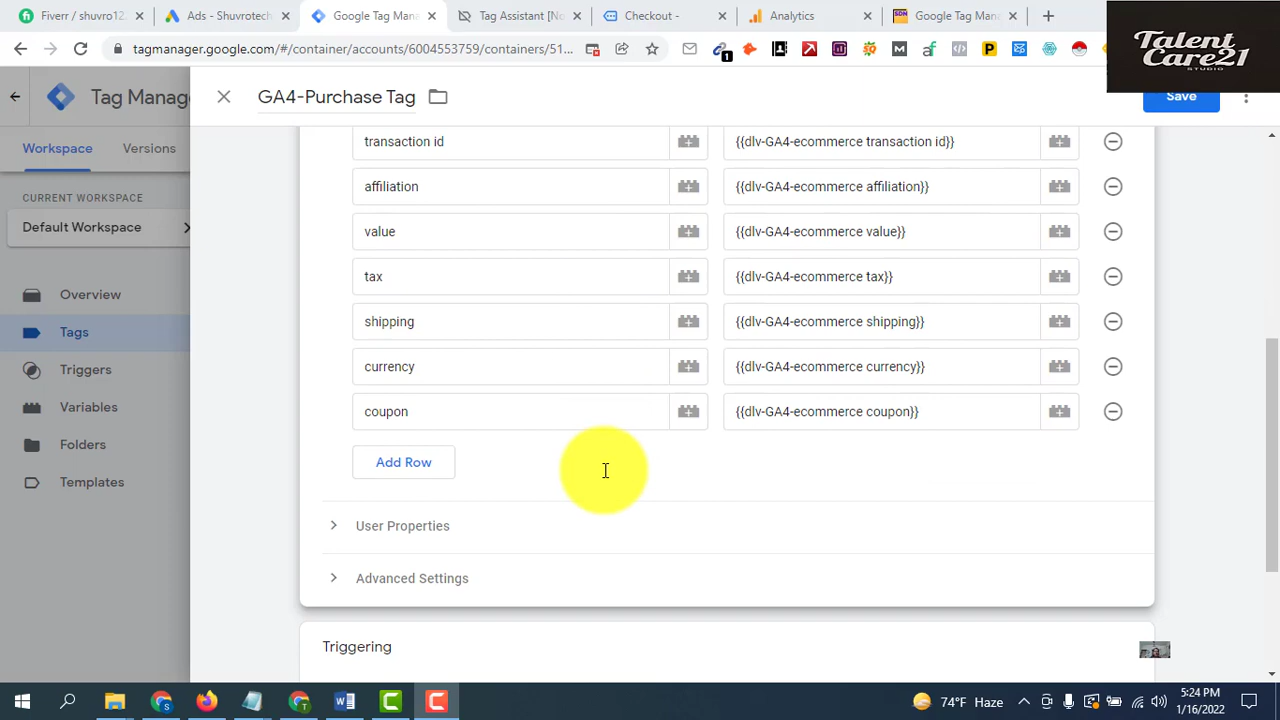 Fiverr / shuvro12
Ads - Shuvrotech
Google Tag Mana
Tag Assistant [No
Checkout -
Analytics
Google Tag Mana
tagmanager.google.com/#/container/accounts/6004553759/containers/51...
Talent
Care21
STUDIO
Tag Manage
GA4-Purchase Tag
Save
Workspace
Versions
CURRENT WORKSPACE
Default Workspace
Overview
Tags
Triggers
Variables
Folders
Templates
transaction id
{{dlv-GA4-ecommerce transaction id}}
affiliation
{{dlv-GA4-ecommerce affiliation}}
value
{{dlv-GA4-ecommerce value}}
tax
{{dlv-GA4-ecommerce tax}}
shipping
{{dlv-GA4-ecommerce shipping}}
currency
{{dlv-GA4-ecommerce currency}}
coupon
{{dlv-GA4-ecommerce coupon}}
Add Row
User Properties
Advanced Settings
Triggering
74°F Haze
5:24 PM
1/16/2022